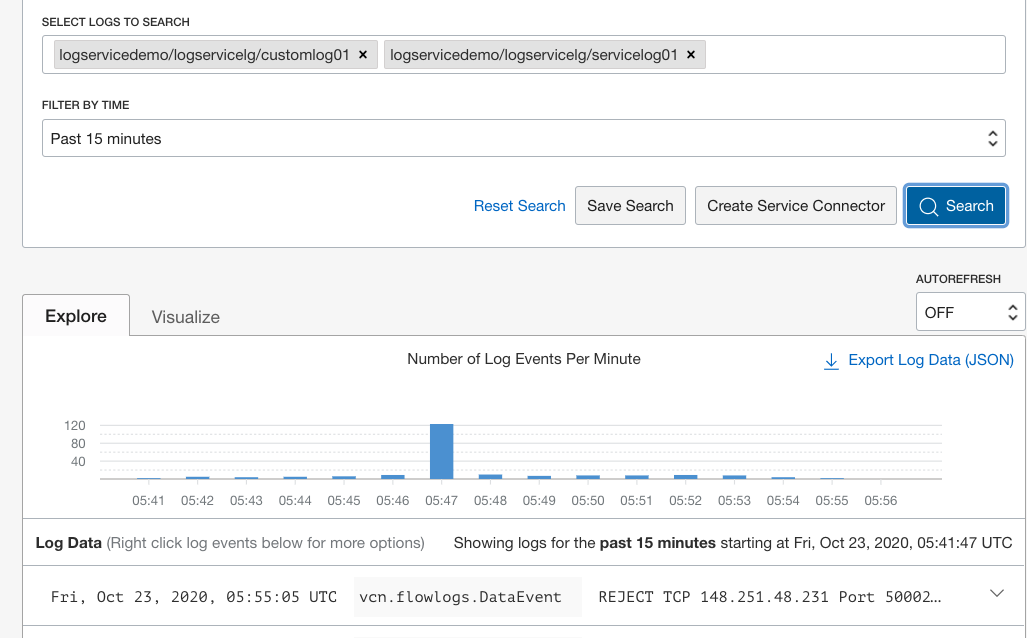 SELECT LOGS TO SEARCH
logservicedemo/logservicelg/customlog01 × logservicedemo/logservicelg/servicelog01 ×
FILTER BY TIME
Past 15 minutes
Reset Search Save Search Create Service Connector Search
AUTOREFRESH
OFF
Explore Visualize
Number of Log Events Per Minute
Export Log Data (JSON)
120
80
40
05:41 05:42 05:43 05:44 05:45 05:46 05:47 05:48 05:49 05:50 05:51 05:52 05:53 05:54 05:55 05:56
Log Data (Right click log events below for more options) Showing logs for the past 15 minutes starting at Fri, Oct 23, 2020, 05:41:47 UTC
Fri, Oct 23, 2020, 05:55:05 UTC vcn.flowlogs.DataEvent REJECT TCP 148.251.48.231 Port 50002…